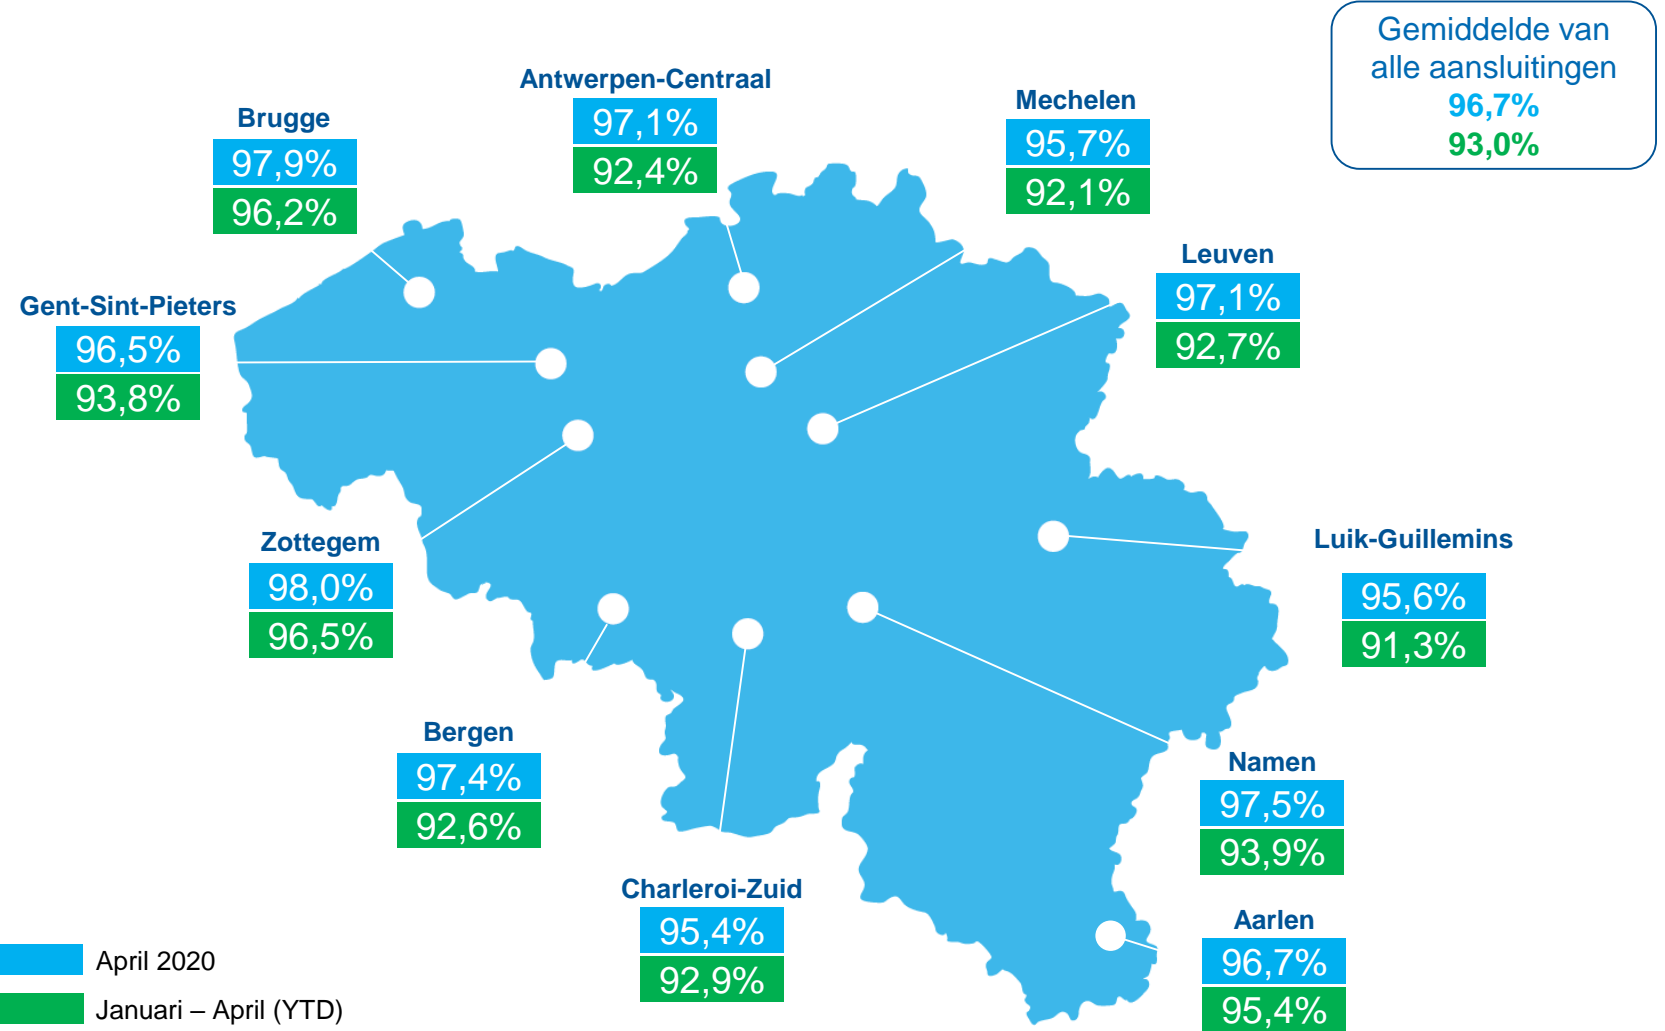 Gemiddelde van
alle aansluitingen
96,7%
93,0%
Antwerpen-Centraal
97,1%
92,4%
Mechelen
95,7%
92,1%
Brugge
97,9%
96,2%
Leuven
97,1%
92,7%
Gent-Sint-Pieters
96,5%
93,8%
Zottegem
98,0%
96,5%
Luik-Guillemins
95,6%
91,3%
Bergen
97,4%
92,6%
Namen
97,5%
93,9%
Charleroi-Zuid
95,4%
92,9%
Aarlen
96,7%
95,4%
April 2020
Januari – April (YTD)